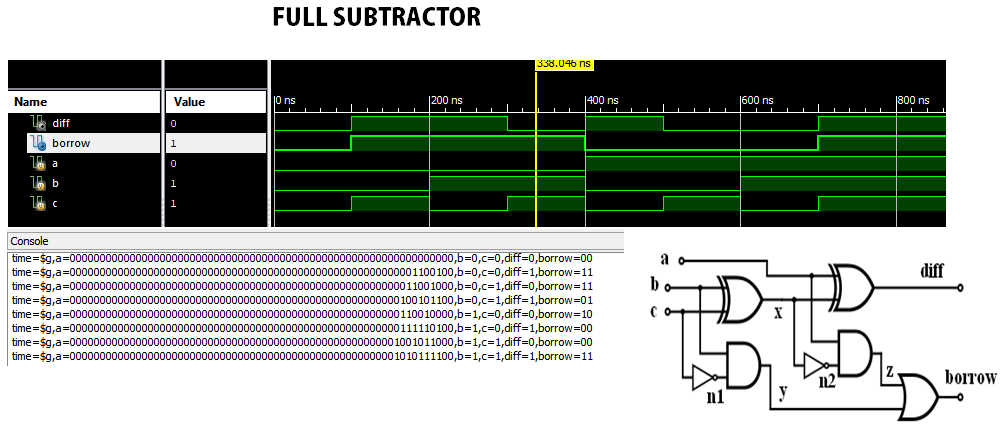 FULL SUBTRACTOR
338.046 ns
Name Value 0 ns 200 ns 400 ns 600 ns 800 ns
diff 0
borrow 1
a 0
b 1
c 1
Console
time=$g,a=0000000000000000000000000000000000000000000000000000000000000000,b=0,c=0,diff=0,borrow=00
time=$g,a=0000000000000000000000000000000000000000000000000000000001100100,b=0,c=0,diff=1,borrow=11
time=$g,a=0000000000000000000000000000000000000000000000000000000011001000,b=0,c=1,diff=0,borrow=11
time=$g,a=0000000000000000000000000000000000000000000000000000000100101100,b=0,c=1,diff=1,borrow=01
time=$g,a=0000000000000000000000000000000000000000000000000000000110010000,b=1,c=0,diff=0,borrow=10
time=$g,a=0000000000000000000000000000000000000000000000000000000111110100,b=1,c=0,diff=1,borrow=00
time=$g,a=0000000000000000000000000000000000000000000000000000001001011000,b=1,c=1,diff=0,borrow=00
time=$g,a=0000000000000000000000000000000000000000000000000000001010111100,b=1,c=1,diff=1,borrow=11
a
diff
b
c
x
z
n1
y
n2
borrow